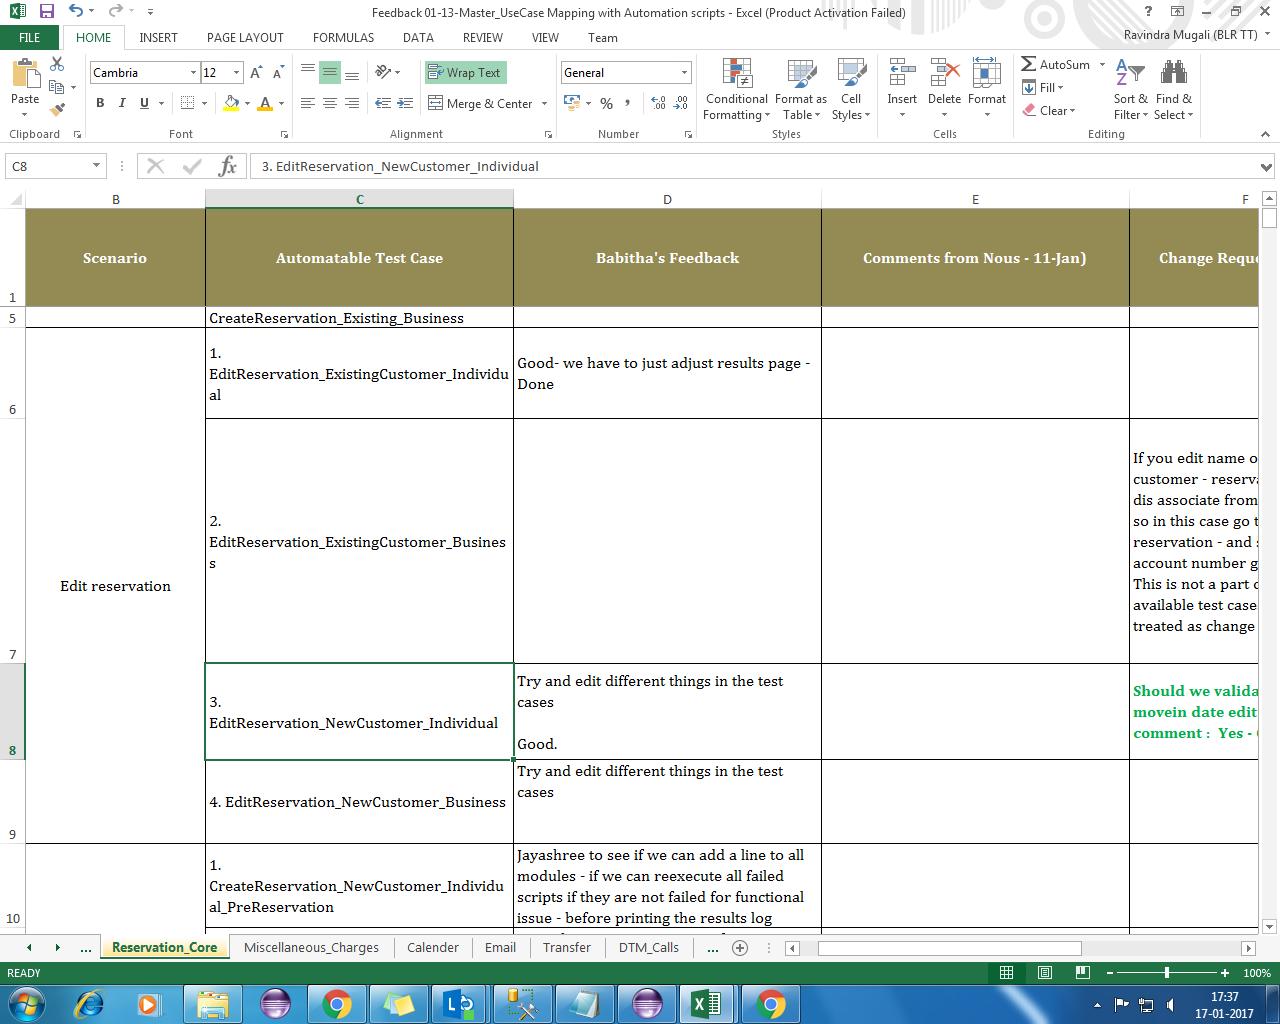 Feedback 01-13-Master_UseCase Mapping with Automation scripts - Excel (Product Activation Failed)
FILE HOME INSERT PAGE LAYOUT FORMULAS DATA REVIEW VIEW Team
Ravindra Mugali (BLR TT)
Paste
Cambria 12
B I U
Wrap Text
Merge & Center
General
% ,
Conditional Formatting
Format as Table
Cell Styles
Insert Delete Format
AutoSum
Fill
Clear
Sort & Filter
Find & Select
Clipboard Font Alignment Number Styles Cells Editing
C8 fx 3. EditReservation_NewCustomer_Individual
B C D E F
1
Scenario
Automatable Test Case
Babitha's Feedback
Comments from Nous - 11-Jan)
Change
5
CreateReservation_Existing_Business
6
1.
EditReservation_ExistingCustomer_Individu
al
Good- we have to just adjust results page -
Done
Edit reservation
7
2.
EditReservation_ExistingCustomer_Busines
s
If you edit name
customer -
dis associate from
so in this case go
reservation - and
account number
This is not a part
available test
treated as change
8
3.
EditReservation_NewCustomer_Individual
Try and edit different things in the test
cases
Good.
Should we
movein date edit
comment : Yes -
9
4. EditReservation_NewCustomer_Business
Try and edit different things in the test
cases
10
1.
CreateReservation_NewCustomer_Individu
al_PreReservation
Jayashree to see if we can add a line to all
modules - if we can reexecute all failed
scripts if they are not failed for functional
issue - before printing the results log
... Reservation_Core Miscellaneous_Charges Calender Email Transfer DTM_Calls ...
READY 100%
17:37
17-01-2017